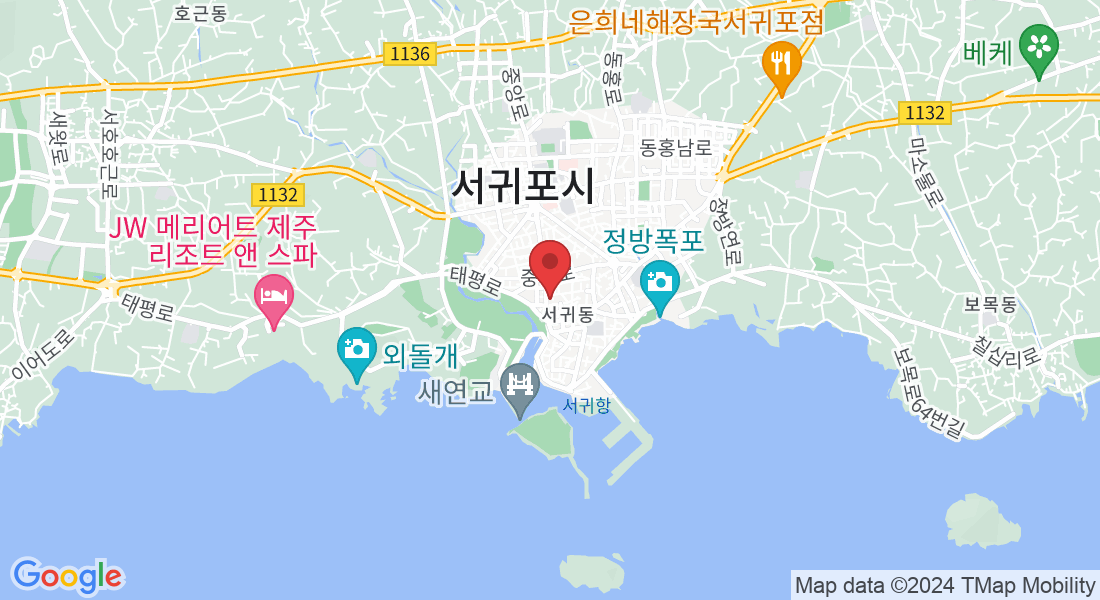 호근동
은희네해장국서귀포점
1136
베케
중앙로
동홍로
1132
새왓로
서호호근로
동홍남로
마소물로
서귀포시
1132
JW 메리어트 제주
리조트 앤 스파
정방연로
정방폭포
태평로
태평로
서귀동
보목동
이어도로
외돌개
칠십리로
새연교
서귀항
보목로64번길
Google
Map data ©2024 TMap Mobility